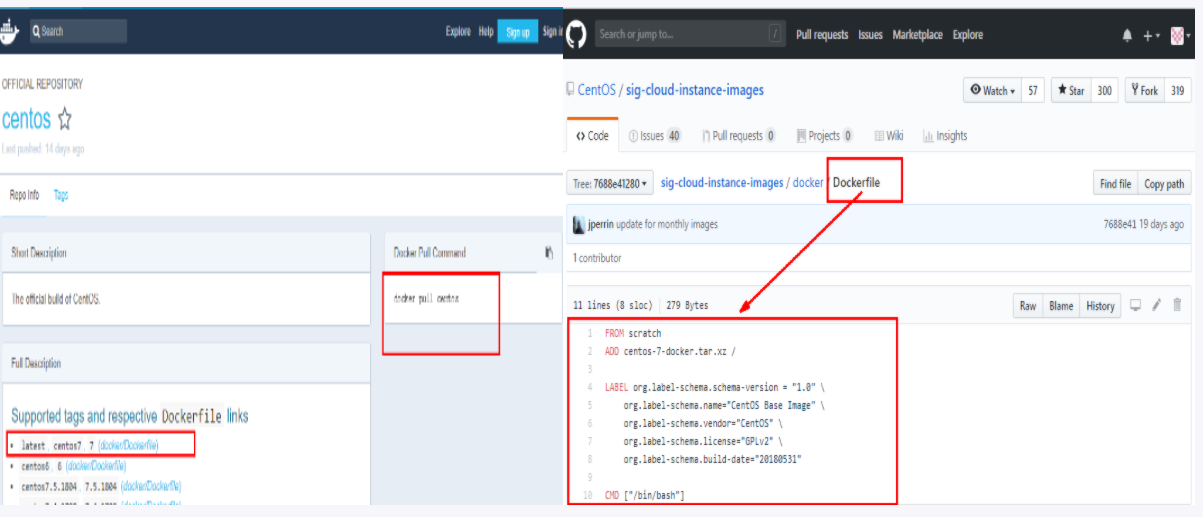 Search
Explore Help Sign up Sign i
OFFICIAL REPOSITORY
centos
Last pushed: 14 days ago
Repo Info Tags
Short Description
The official build of CentOS.
Docker Pull Command
docker pull centos
Full Description
Supported tags and respective Dockerfile links
latest, centos7, 7 (docker/Dockerfile)
centos6, 6 (docker/Dockerfile)
centos7.5.1804, 7.5.1804 (docker/Dockerfile)
Search or jump to... /
Pull requests Issues Marketplace Explore
CentOS / sig-cloud-instance-images
Watch 57 Star 300 Fork 319
Code Issues 40 Pull requests 0 Projects 0 Wiki Insights
Tree: 7688e41280 sig-cloud-instance-images / docker / Dockerfile
Find file Copy path
jperrin update for monthly images
7688e41 19 days ago
1 contributor
11 lines (8 sloc) 279 Bytes
Raw Blame History
1 FROM scratch
2 ADD centos-7-docker.tar.xz /
3
4 LABEL org.label-schema.schema-version = "1.0" \
5 org.label-schema.name="CentOS Base Image" \
6 org.label-schema.vendor="CentOS" \
7 org.label-schema.license="GPLv2" \
8 org.label-schema.build-date="20180531"
9
10 CMD ["/bin/bash"]